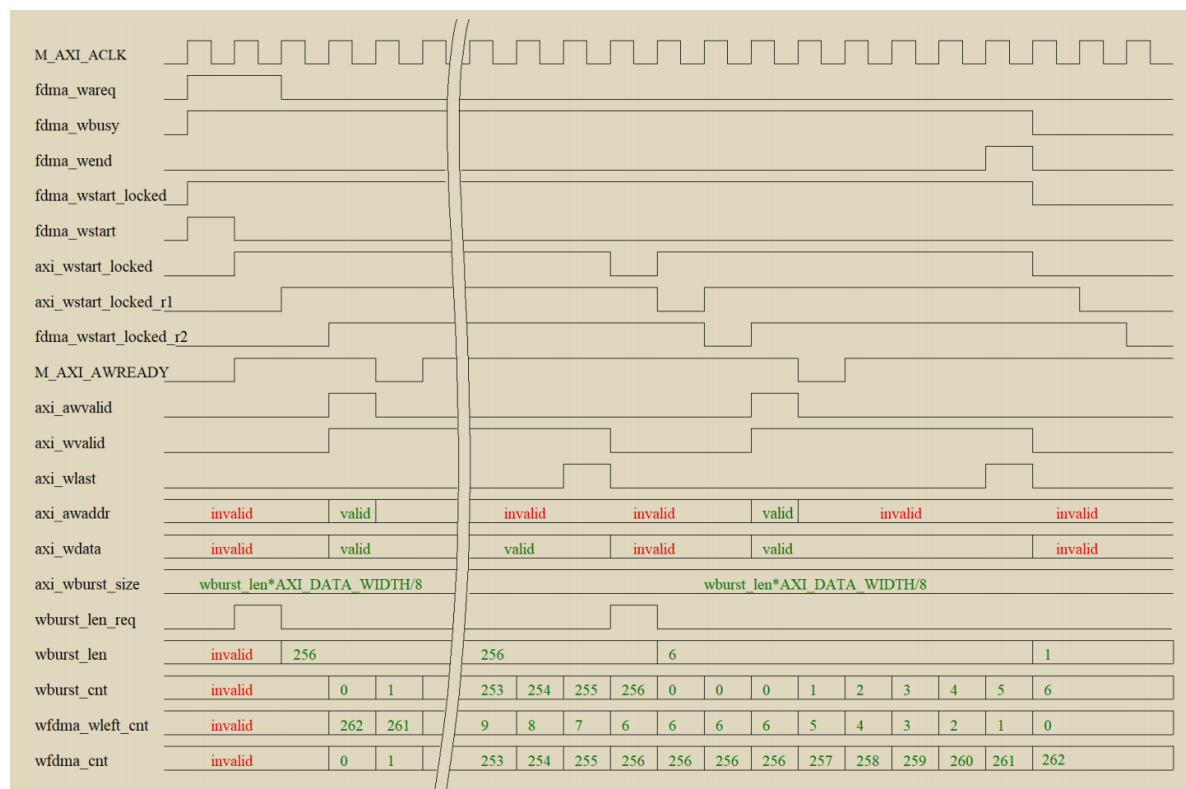 M_AXI_ACLK
fdma_wareq
fdma_wbusy
fdma_wend
fdma_wstart_locked
fdma_wstart
axi_wstart_locked
axi_wstart_locked_r1
fdma_wstart_locked_r2
M_AXI_AWREADY
axi_awvalid
axi_wvalid
axi_wlast
axi_awaddr invalid valid invalid invalid valid invalid invalid
axi_wdata invalid valid valid invalid valid invalid
axi_wburst_size wburst_len*AXI_DATA_WIDTH/8 wburst_len*AXI_DATA_WIDTH/8
wburst_len_req
wburst_len invalid 256 256 6 1
wburst_cnt invalid 0 1 253 254 255 256 0 0 0 1 2 3 4 5 6
wfdma_wleft_cnt invalid 262 261 9 8 7 6 6 6 6 5 4 3 2 1 0
wfdma_cnt invalid 0 1 253 254 255 256 256 256 256 257 258 259 260 261 262